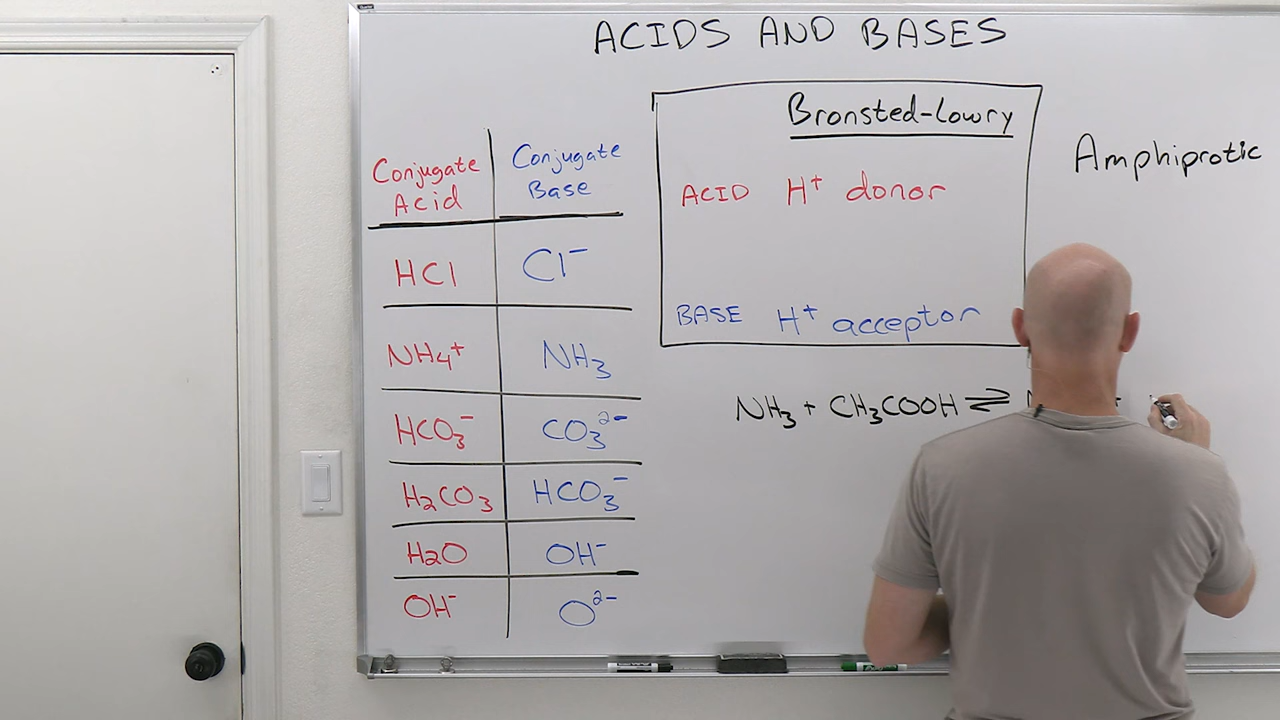 ACIDS AND BASES
Bronsted-Lowry
ACID H⁺ donor
BASE H⁺ acceptor
Amphiprotic
Conjugate Acid Conjugate Base
HCl Cl⁻
NH₄⁺ NH₃
HCO₃⁻ CO₃²⁻
H₂CO₃ HCO₃⁻
H₂O OH⁻
OH⁻ O²⁻
NH₃ + CH₃COOH ⇌